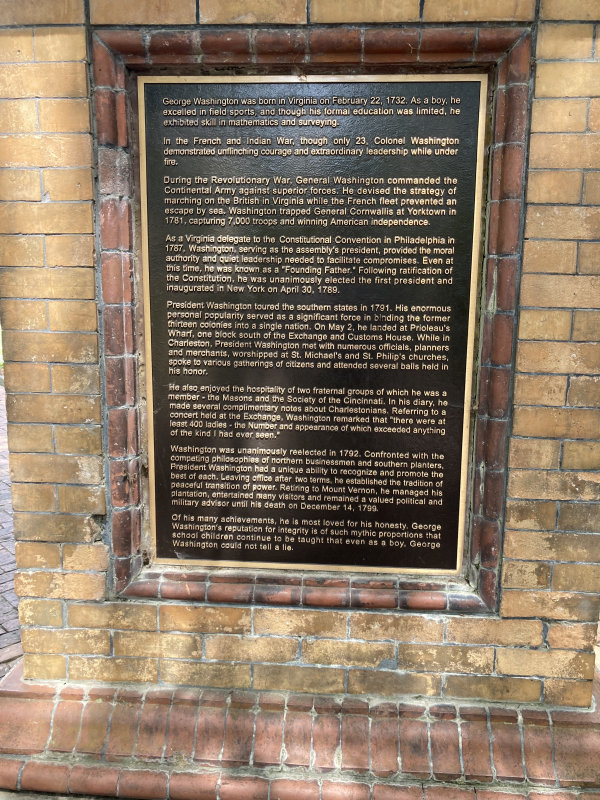 George Washington was born in Virginia on February 22, 1732. As a boy, he
excelled in field sports, and though his formal education was limited, he
exhibited skill in mathematics and surveying.
In the French and Indian War, though only 23, Colonel Washington
demonstrated unflinching courage and extraordinary leadership while under
fire.
During the Revolutionary War, General Washington commanded the
Continental Army against superior forces. He devised the strategy of
marching on the British in Virginia while the French fleet prevented an
escape by sea. Washington trapped General Cornwallis at Yorktown in
1781, capturing 7,000 troops and winning American independence.
As a Virginia delegate to the Constitutional Convention in Philadelphia in
1787, Washington, serving as the assembly's president, provided the moral
authority and quiet leadership needed to facilitate compromises. Even at
this time, he was known as a "Founding Father." Following ratification of
the Constitution, he was unanimously elected the first president and
inaugurated in New York on April 30, 1789.
President Washington toured the southern states in 1791. His enormous
personal popularity served as a significant force in binding the former
thirteen colonies into a single nation. On May 2, he landed at Prioleau's
Wharf, one block south of the Exchange and Customs House. While in
Charleston, President Washington met with numerous officials, planners
and merchants, worshipped at St. Michael's and St. Philip's churches,
spoke to various gatherings of citizens and attended several balls held in
his honor.
He also enjoyed the hospitality of two fraternal groups of which he was a
member - the Masons and the Society of the Cincinnati. In his diary, he
made several complimentary notes about Charlestonians. Referring to a
concert held at the Exchange, Washington remarked that "there were at
least 400 ladies - the Number and appearance of which exceeded anything
of the kind I had ever seen."
Washington was unanimously reelected in 1792. Confronted with the
competing philosophies of northern businessmen and southern planters,
President Washington had a unique ability to recognize and promote the
best of each. Leaving office after two terms, he established the tradition of
peaceful transition of power. Retiring to Mount Vernon, he managed his
plantation, entertained many visitors and remained a valued political and
military advisor until his death on December 14, 1799.
Of his many achievements, he is most loved for his honesty. George
Washington's reputation for integrity is of such mythic proportions that
school children continue to be taught that even as a boy, George
Washington could not tell a lie.